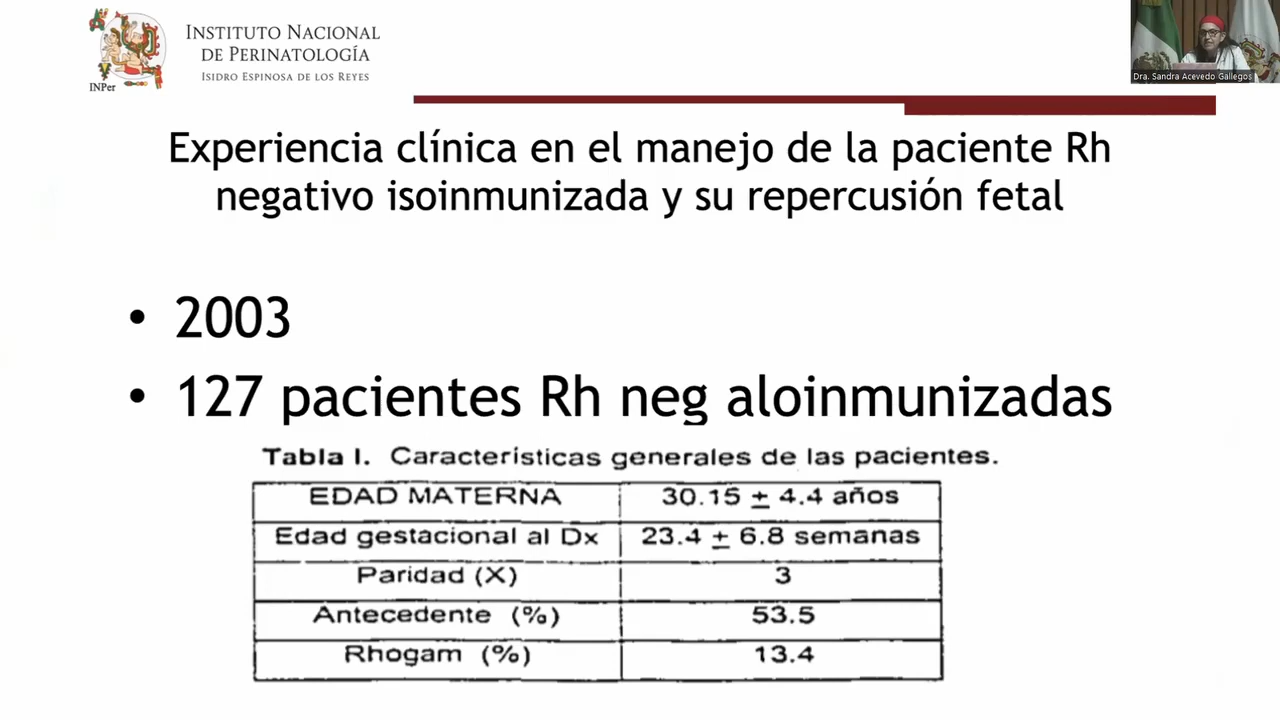 INSTITUTO NACIONAL
DE PERINATOLOGÍA
ISIDRO ESPINOSA DE LOS REYES
INPer
Dra. Sandra Acevedo Gallegos
Experiencia clínica en el manejo de la paciente Rh
negativo isoinmunizada y su repercusión fetal
• 2003
• 127 pacientes Rh neg aloinmunizadas
Tabla I. Características generales de las pacientes.
EDAD MATERNA 30.15 ± 4.4 años
Edad gestacional al Dx 23.4 ± 6.8 semanas
Paridad (X) 3
Antecedente (%) 53.5
Rhogam (%) 13.4